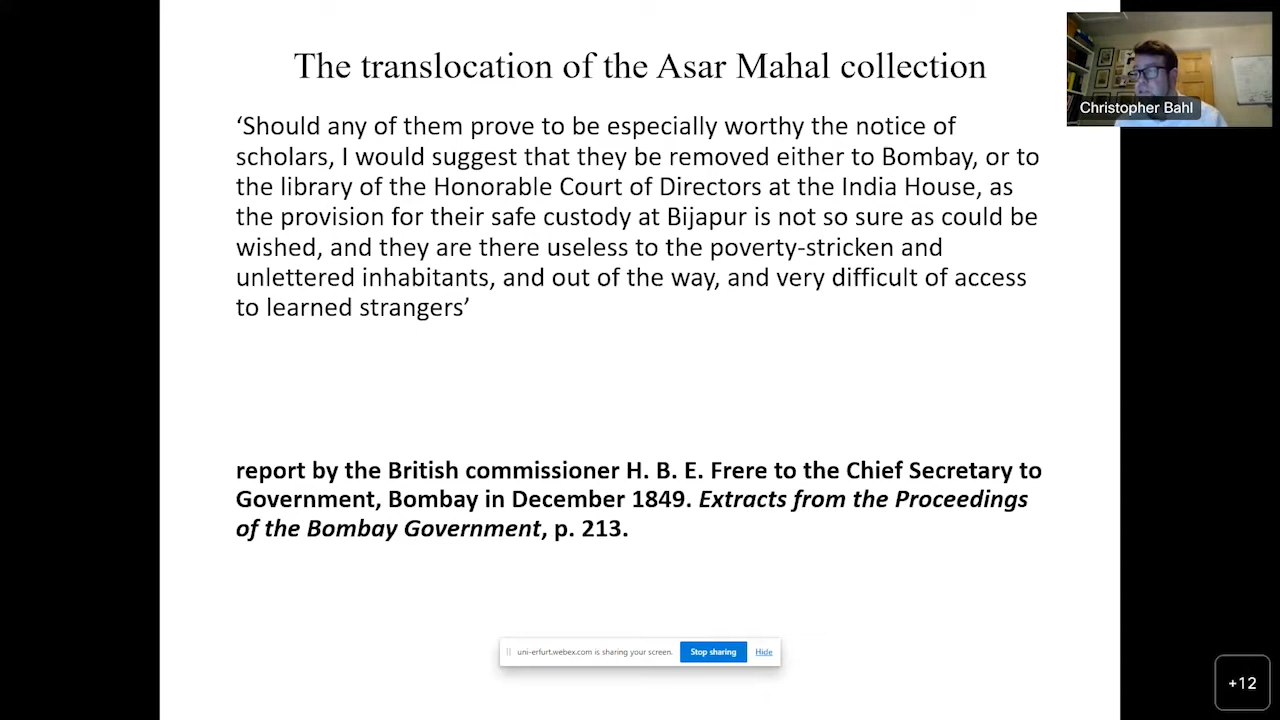 The translocation of the Asar Mahal collection
‘Should any of them prove to be especially worthy the notice of
scholars, I would suggest that they be removed either to Bombay, or to
the library of the Honorable Court of Directors at the India House, as
the provision for their safe custody at Bijapur is not so sure as could be
wished, and they are there useless to the poverty-stricken and
unlettered inhabitants, and out of the way, and very difficult of access
to learned strangers’
report by the British commissioner H. B. E. Frere to the Chief Secretary to
Government, Bombay in December 1849. Extracts from the Proceedings
of the Bombay Government, p. 213.
Christopher Bahl
uni-erfurt.webex.com is sharing your screen. Stop sharing Hide
+12